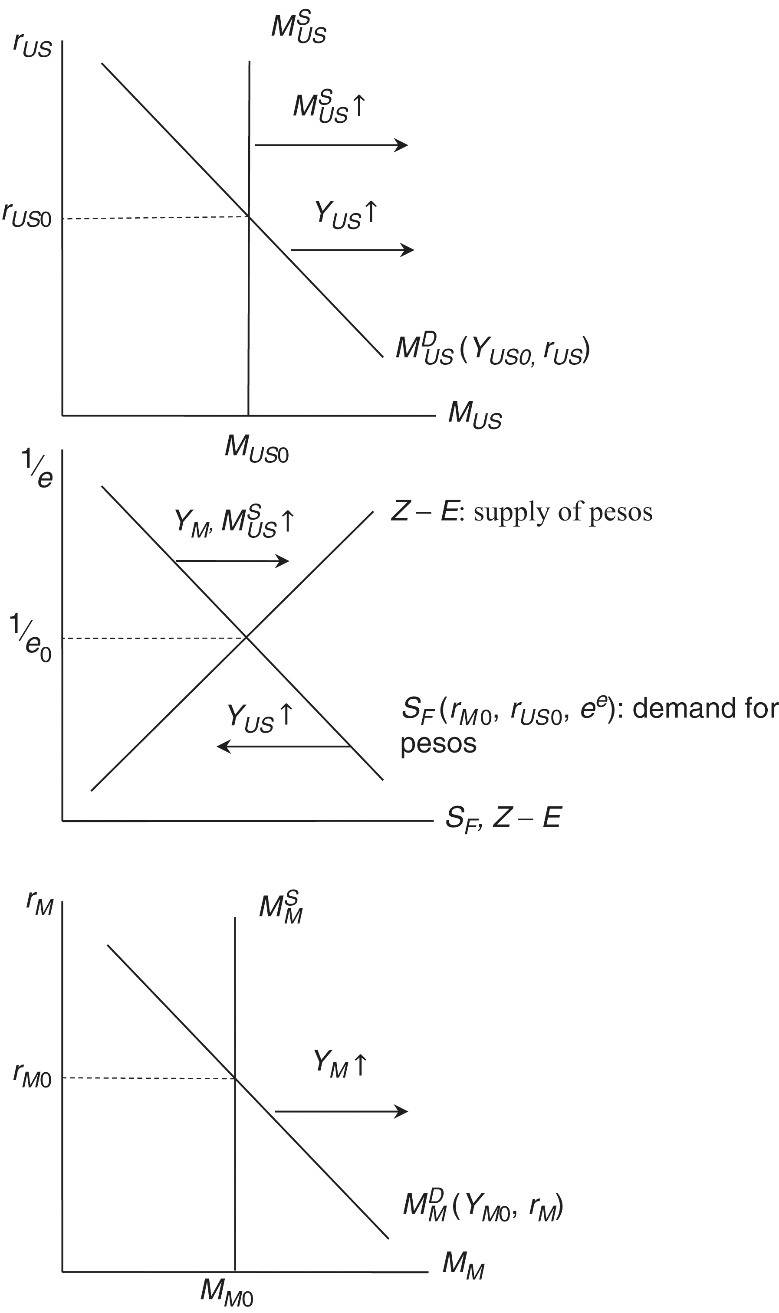 r_US
M^S_US
M^S_US ↑
r_US0
Y_US ↑
M^D_US (Y_US0, r_US)
M_US
M_US0
1/e
Y_M, M^S_US ↑
Z – E: supply of pesos
1/e_0
Y_US ↑
S_F (r_M0, r_US0, e^e): demand for
pesos
S_F, Z – E
r_M
M^S_M
Y_M ↑
r_M0
M^D_M (Y_M0, r_M)
M_M
M_M0